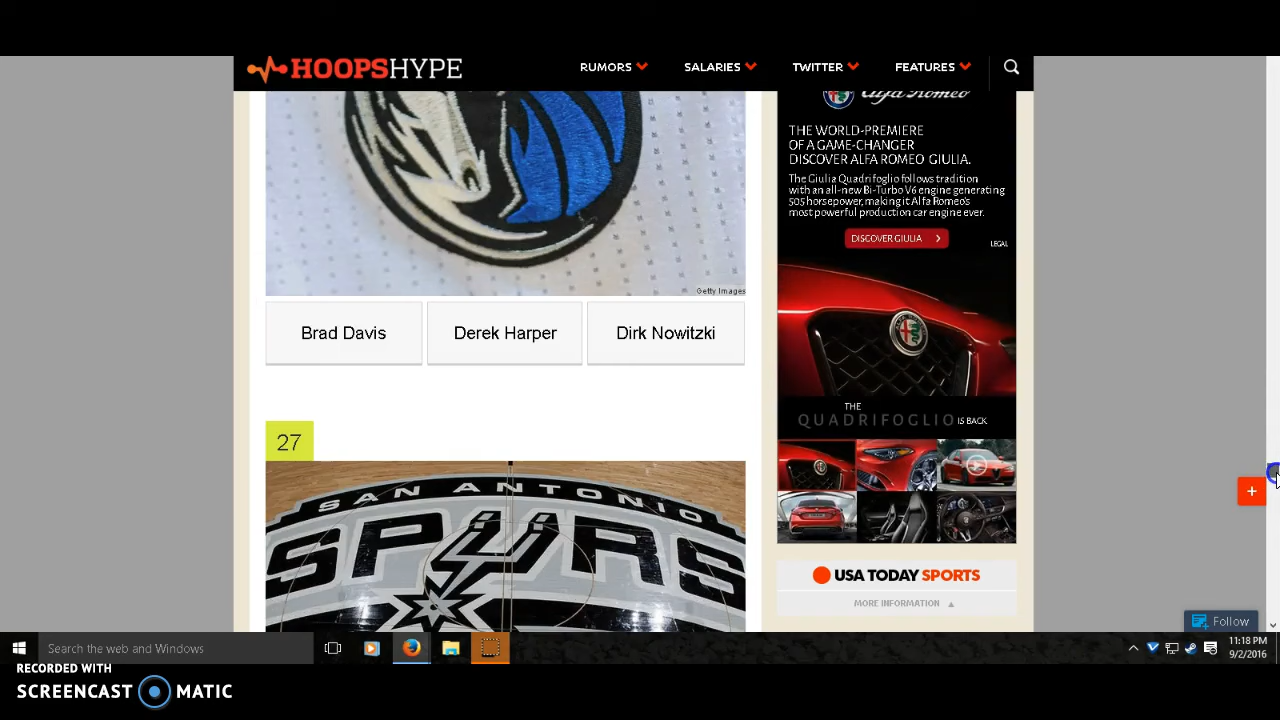 HOOPSHYPE
RUMORS
SALARIES
TWITTER
FEATURES
Alfa Romeo
THE WORLD-PREMIERE
OF A GAME-CHANGER
DISCOVER ALFA ROMEO GIULIA.
The Giulia Quadrifoglio follows tradition
with an all-new Bi-Turbo V6 engine generating
505 horsepower, making it Alfa Romeo's
most powerful production car engine ever.
DISCOVER GIULIA
LEGAL
Getty Images
Brad Davis
Derek Harper
Dirk Nowitzki
THE
QUADRIFOGLIO IS BACK
27
SAN ANTONIO
SPURS
USA TODAY SPORTS
MORE INFORMATION
Follow
Search the web and Windows
11:18 PM
9/2/2016
RECORDED WITH
SCREENCAST MATIC